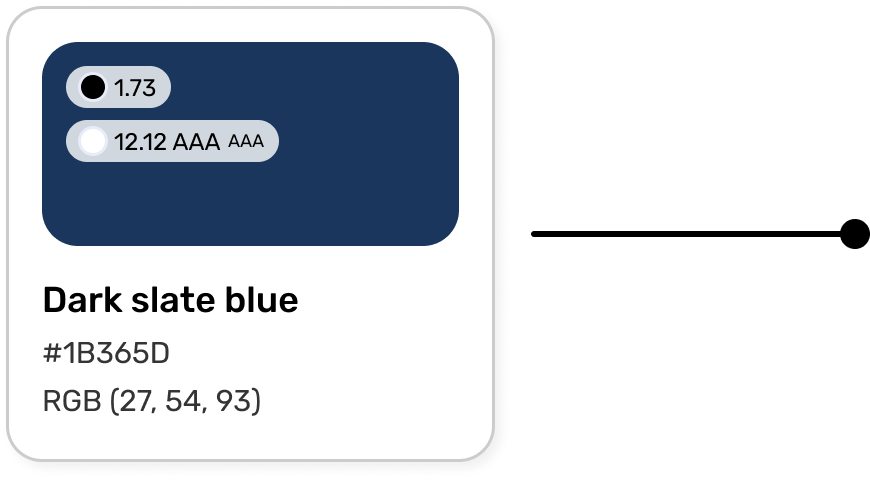 1.73
12.12 AAA AAA
Dark slate blue
#1B365D
RGB (27, 54, 93)